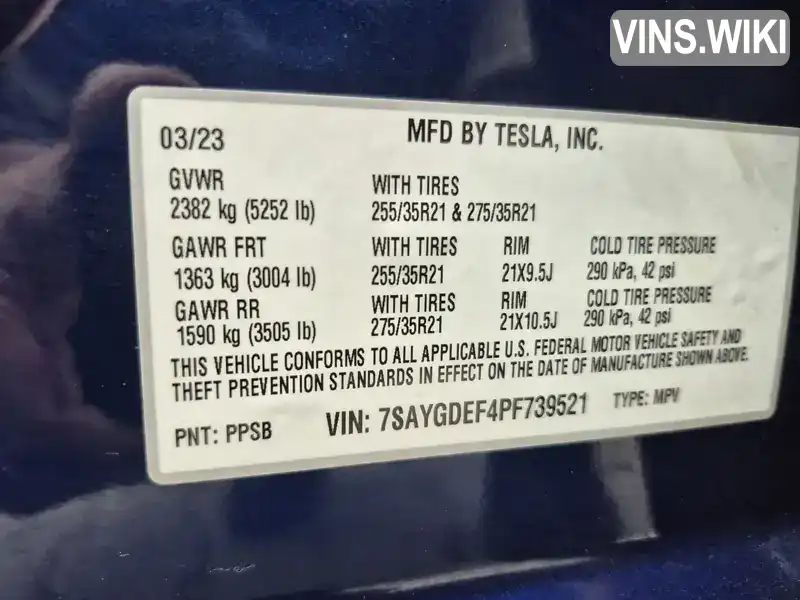 VINS.WIKI
03/23 MFD BY TESLA, INC.
GVWR WITH TIRES
2382 kg (5252 lb) 255/35R21 & 275/35R21
GAWR FRT WITH TIRES RIM COLD TIRE PRESSURE
1363 kg (3004 lb) 255/35R21 21X9.5J 290 kPa, 42 psi
GAWR RR WITH TIRES RIM COLD TIRE PRESSURE
1590 kg (3505 lb) 275/35R21 21X10.5J 290 kPa, 42 psi
THIS VEHICLE CONFORMS TO ALL APPLICABLE U.S. FEDERAL MOTOR VEHICLE SAFETY AND
THEFT PREVENTION STANDARDS IN EFFECT ON THE DATE OF MANUFACTURE SHOWN ABOVE.
PNT: PPSB VIN: 7SAYGDEF4PF739521 TYPE: MPV